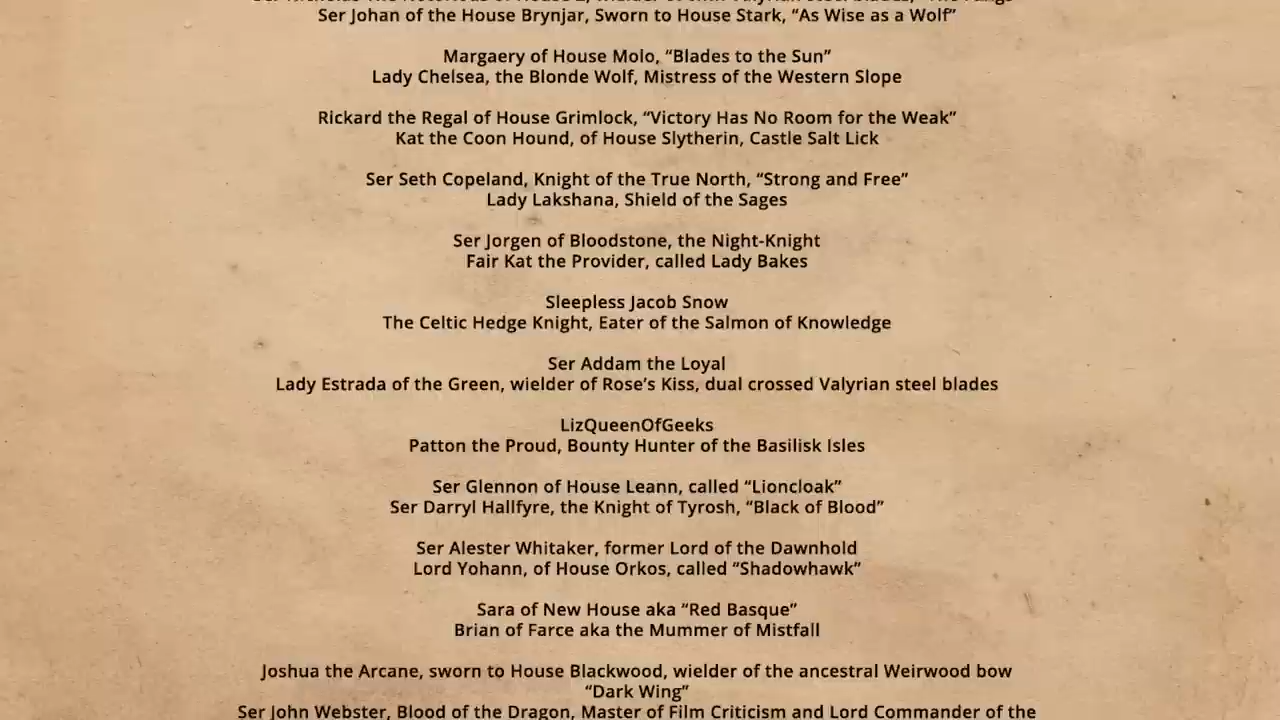 Ser Johan of the House Brynjar, Sworn to House Stark, “As Wise as a Wolf”
Margaery of House Molo, “Blades to the Sun”
Lady Chelsea, the Blonde Wolf, Mistress of the Western Slope
Rickard the Regal of House Grimlock, “Victory Has No Room for the Weak”
Kat the Coon Hound, of House Slytherin, Castle Salt Lick
Ser Seth Copeland, Knight of the True North, “Strong and Free”
Lady Lakshana, Shield of the Sages
Ser Jorgen of Bloodstone, the Night-Knight
Fair Kat the Provider, called Lady Bakes
Sleepless Jacob Snow
The Celtic Hedge Knight, Eater of the Salmon of Knowledge
Ser Addam the Loyal
Lady Estrada of the Green, wielder of Rose’s Kiss, dual crossed Valyrian steel blades
LizQueenOfGeeks
Patton the Proud, Bounty Hunter of the Basilisk Isles
Ser Glennon of House Leann, called “Lioncloak”
Ser Darryl Hallfyre, the Knight of Tyrosh, “Black of Blood”
Ser Alester Whitaker, former Lord of the Dawnhold
Lord Yohann, of House Orkos, called “Shadowhawk”
Sara of New House aka “Red Basque”
Brian of Farce aka the Mummer of Mistfall
Joshua the Arcane, sworn to House Blackwood, wielder of the ancestral Weirwood bow
“Dark Wing”
Ser John Webster, Blood of the Dragon, Master of Film Criticism and Lord Commander of the